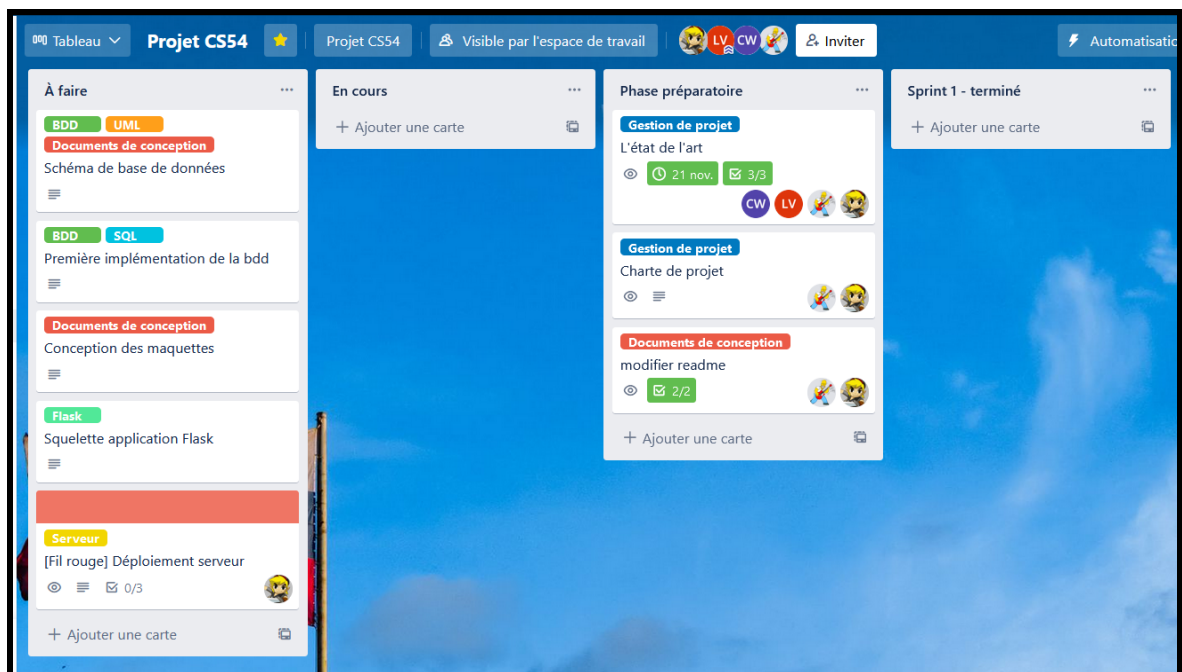 Tableau
Projet CS54
Projet CS54
Visible par l'espace de travail
LV
CW
Inviter
Automatisatio
À faire
BDD UML
Documents de conception
Schéma de base de données
BDD SQL
Première implémentation de la bdd
Documents de conception
Conception des maquettes
Flask
Squelette application Flask
Serveur
[Fil rouge] Déploiement serveur
0/3
+ Ajouter une carte
En cours
+ Ajouter une carte
Phase préparatoire
Gestion de projet
L'état de l'art
21 nov. 3/3
CW LV
Gestion de projet
Charte de projet
Documents de conception
modifier readme
2/2
+ Ajouter une carte
Sprint 1 - terminé
+ Ajouter une carte